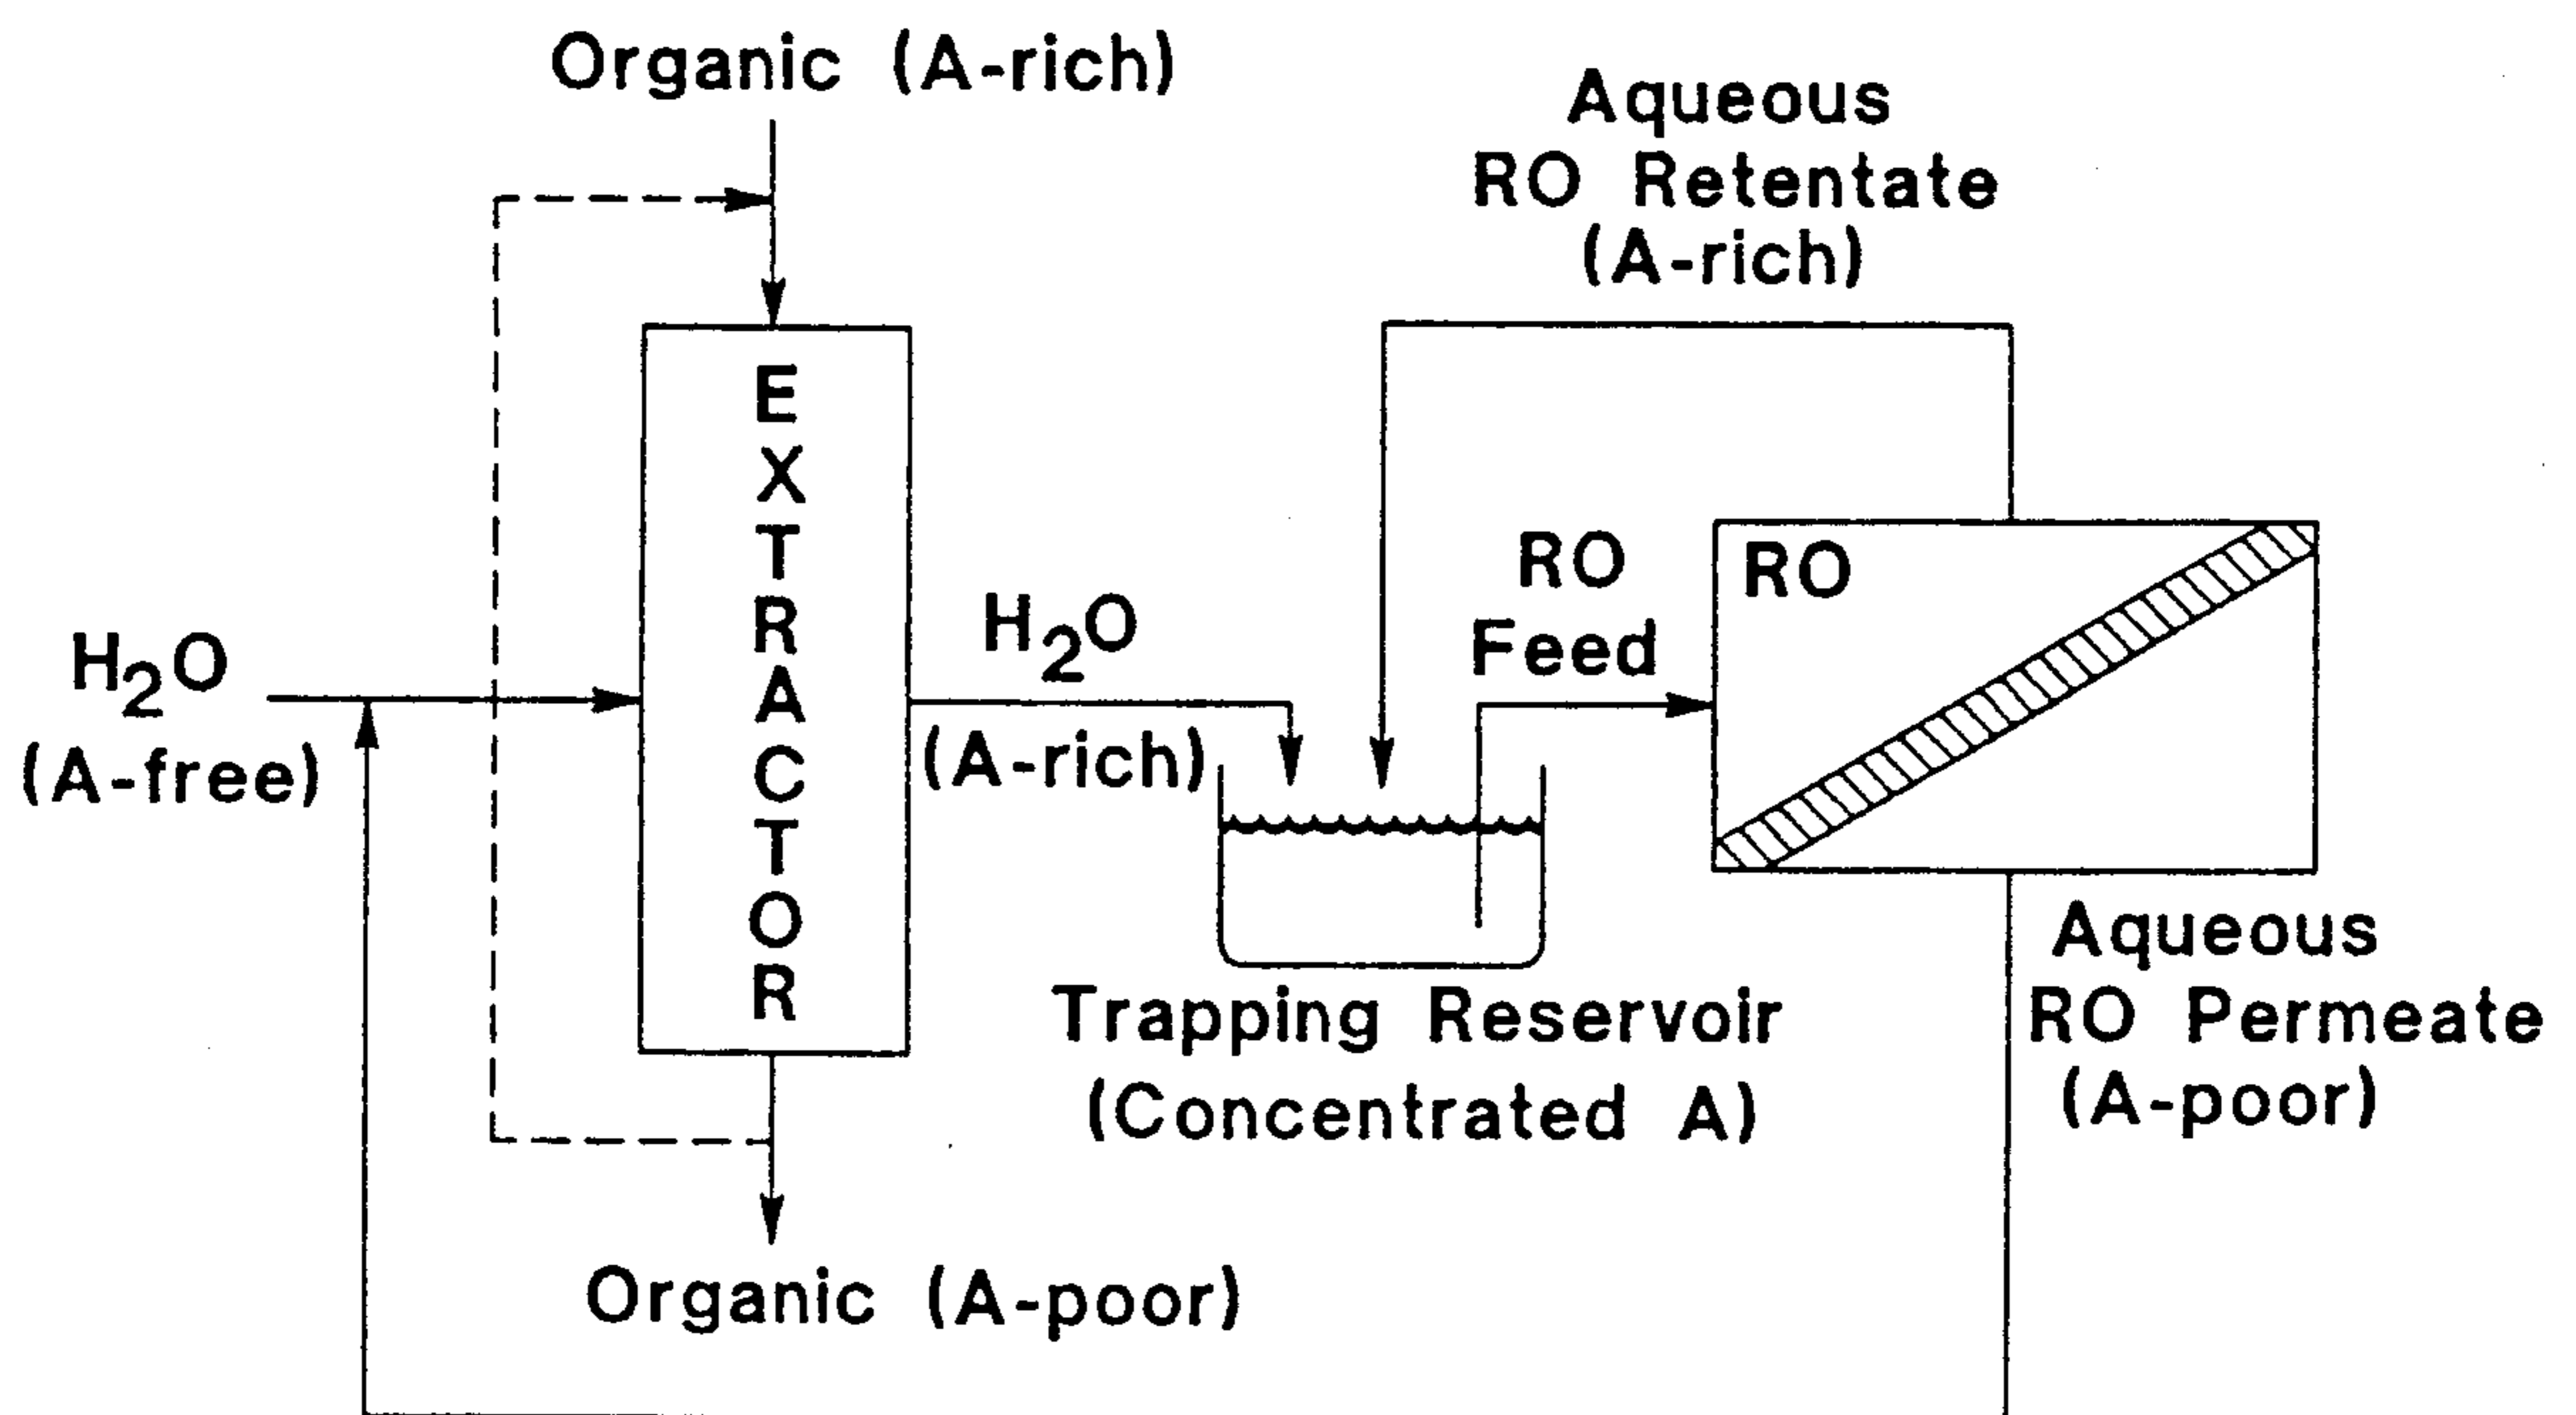 Organic (A-rich)
Aqueous
RO Retentate
(A-rich)
EXTRACTOR
RO
RO
Feed
H2O
(A-free)
H2O
(A-rich)
Trapping Reservoir
(Concentrated A)
Aqueous
RO Permeate
(A-poor)
Organic (A-poor)